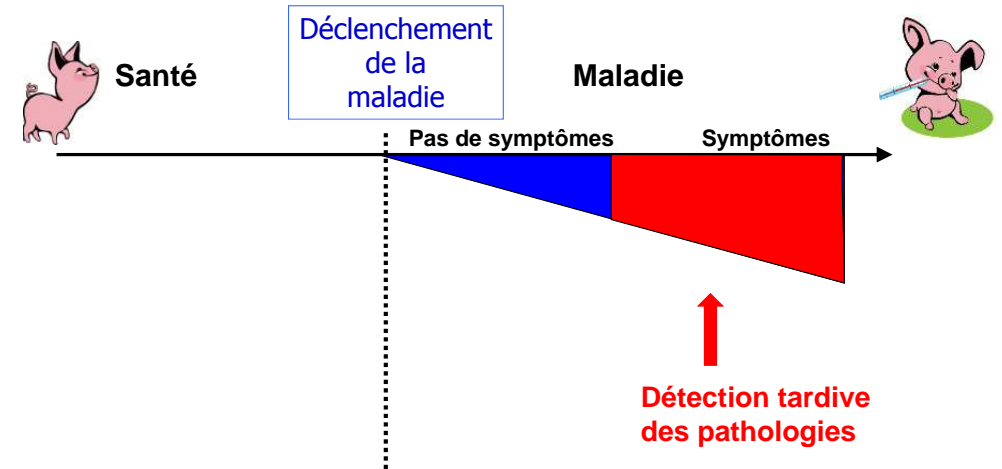 Déclenchement
de la
maladie
Santé
Maladie
Pas de symptômes
Symptômes
Détection tardive
des pathologies